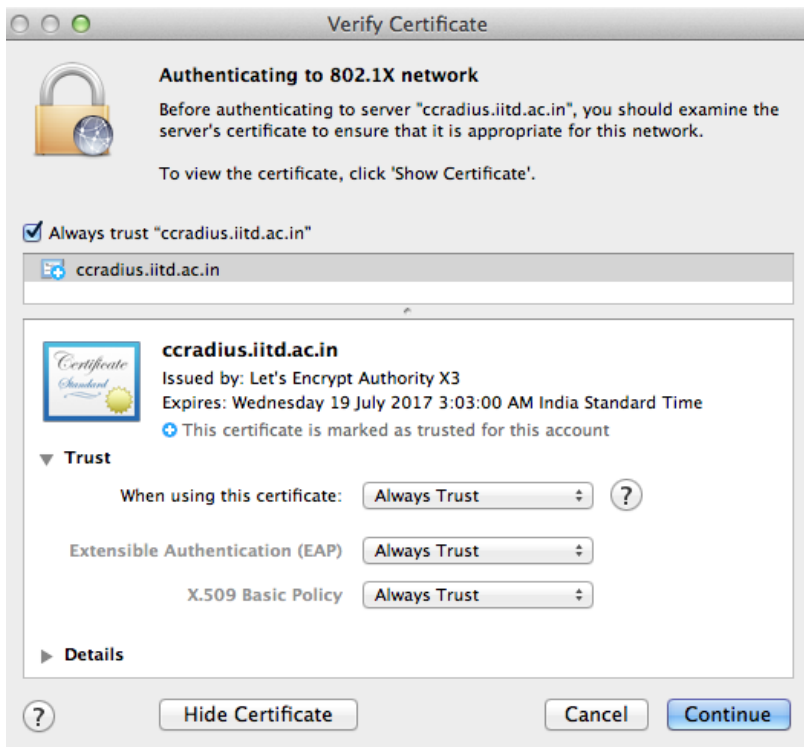 Verify Certificate
Authenticating to 802.1X network
Before authenticating to server "ccradius.iitd.ac.in", you should examine the
server's certificate to ensure that it is appropriate for this network.
To view the certificate, click 'Show Certificate'.
Always trust "ccradius.iitd.ac.in"
ccradius.iitd.ac.in
Certificate
Standard
ccradius.iitd.ac.in
Issued by: Let's Encrypt Authority X3
Expires: Wednesday 19 July 2017 3:03:00 AM India Standard Time
This certificate is marked as trusted for this account
Trust
When using this certificate: Always Trust ?
Extensible Authentication (EAP) Always Trust
X.509 Basic Policy Always Trust
Details
? Hide Certificate Cancel Continue